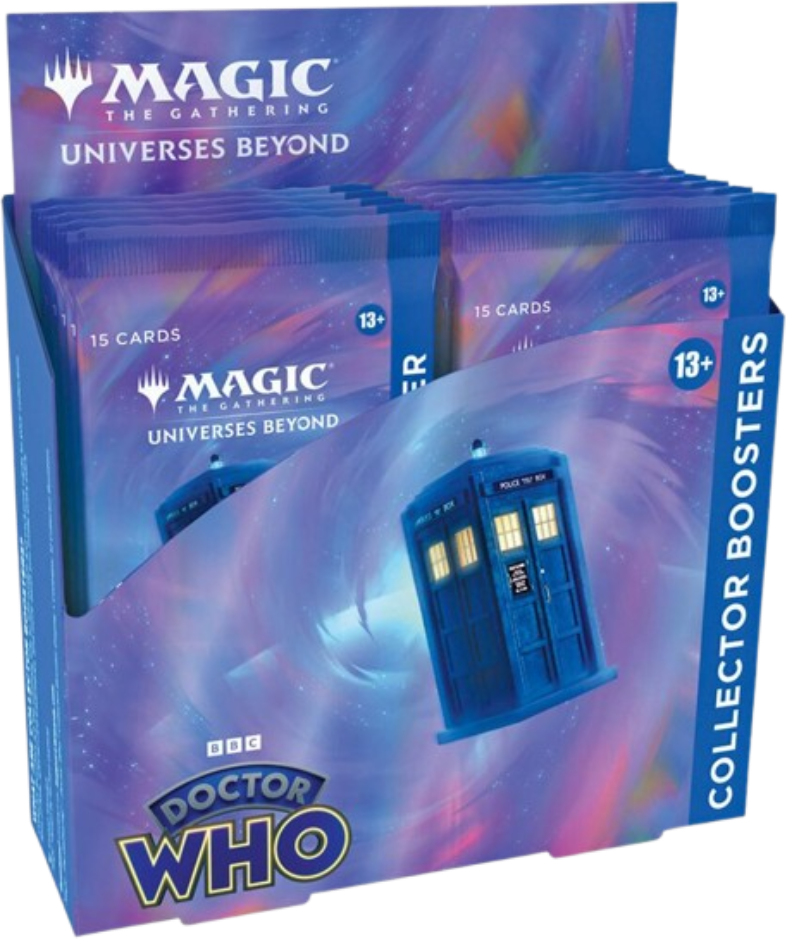 MAGIC
THE GATHERING
UNIVERSES BEYOND
15 CARDS
13+
MAGIC
THE GATHERING
UNIVERSES BEYOND
ER
15 CARDS
13+
13+
COLLECTOR BOOSTERS
POLICE BOX
BBC
DOCTOR
WHO